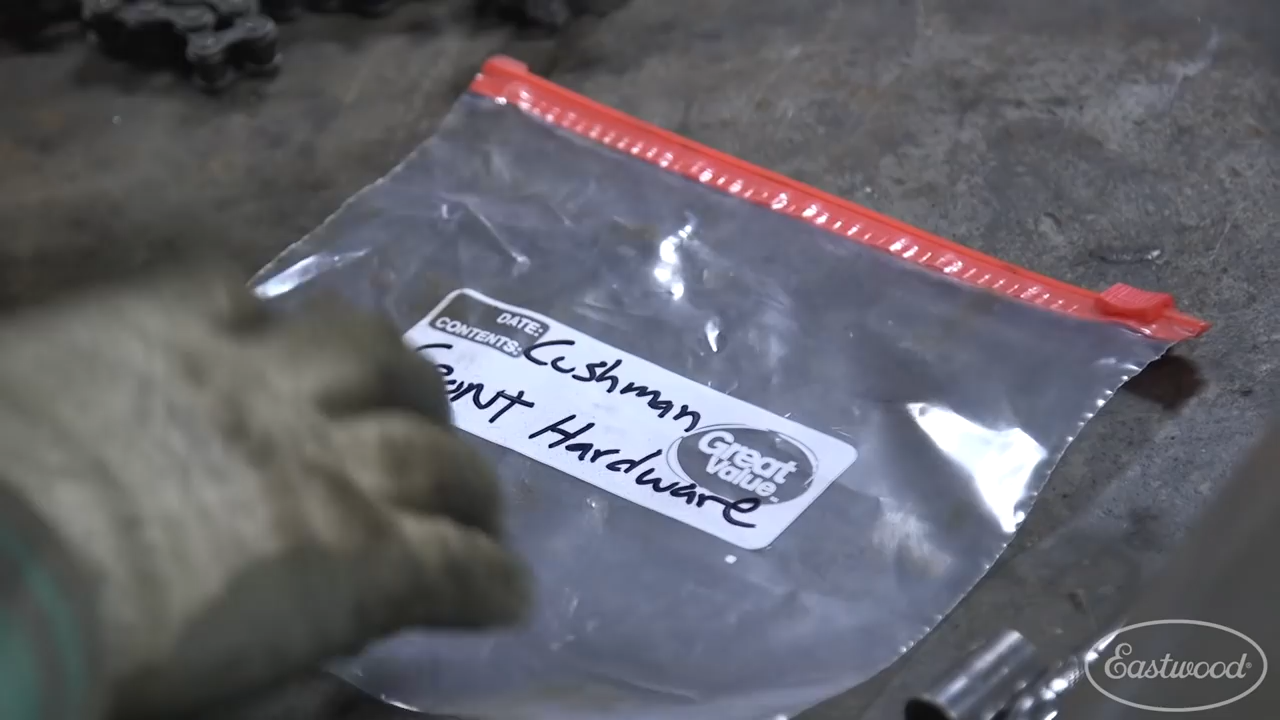 DATE:
CONTENTS:
Cushman
Hardware
Great
Value
Eastwood